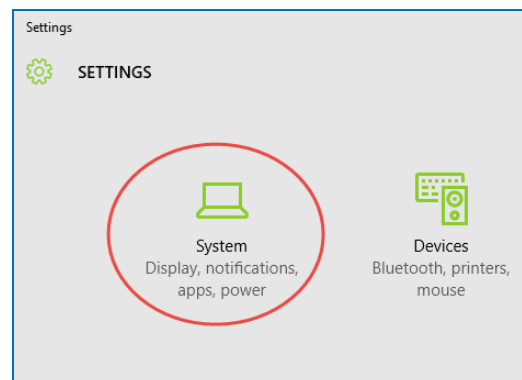 Settings
SETTINGS
System
Display, notifications,
apps, power
Devices
Bluetooth, printers,
mouse